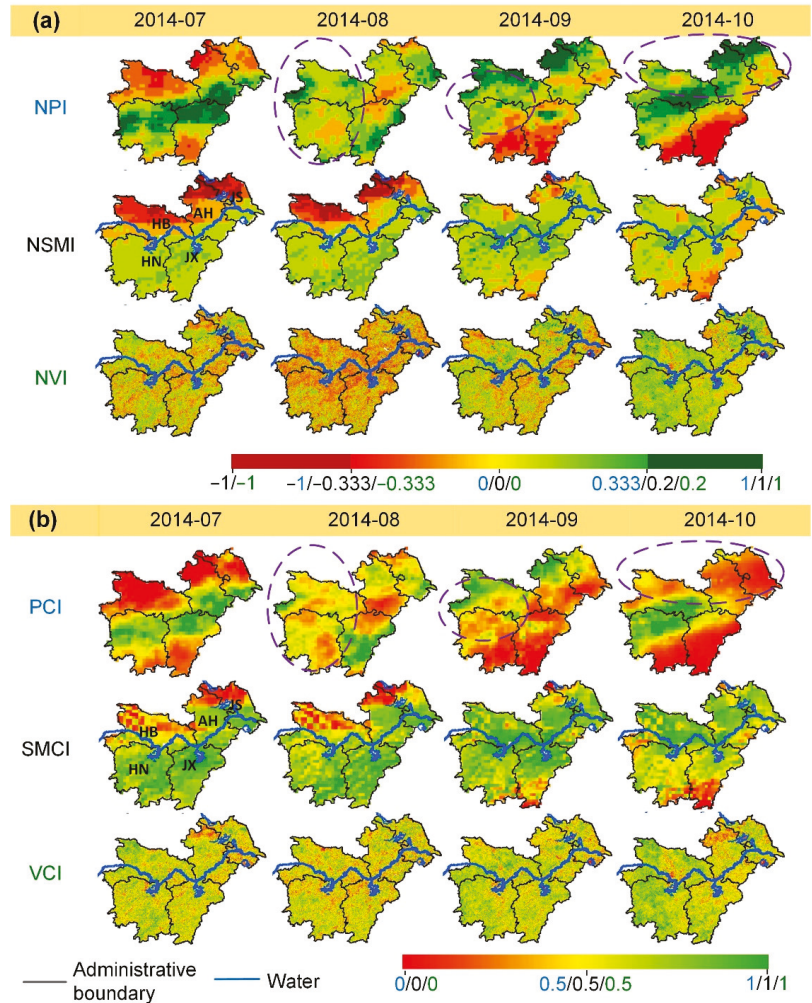 (a) 2014-07 2014-08 2014-09 2014-10
NPI
NSMI
HB AH JS
HN JX
NVI
−1/−1 −1/−0.333/−0.333 0/0/0 0.333/0.2/0.2 1/1/1
(b) 2014-07 2014-08 2014-09 2014-10
PCI
SMCI
HB AH JS
HN JX
VCI
Administrative
boundary
Water
0/0/0 0.5/0.5/0.5 1/1/1